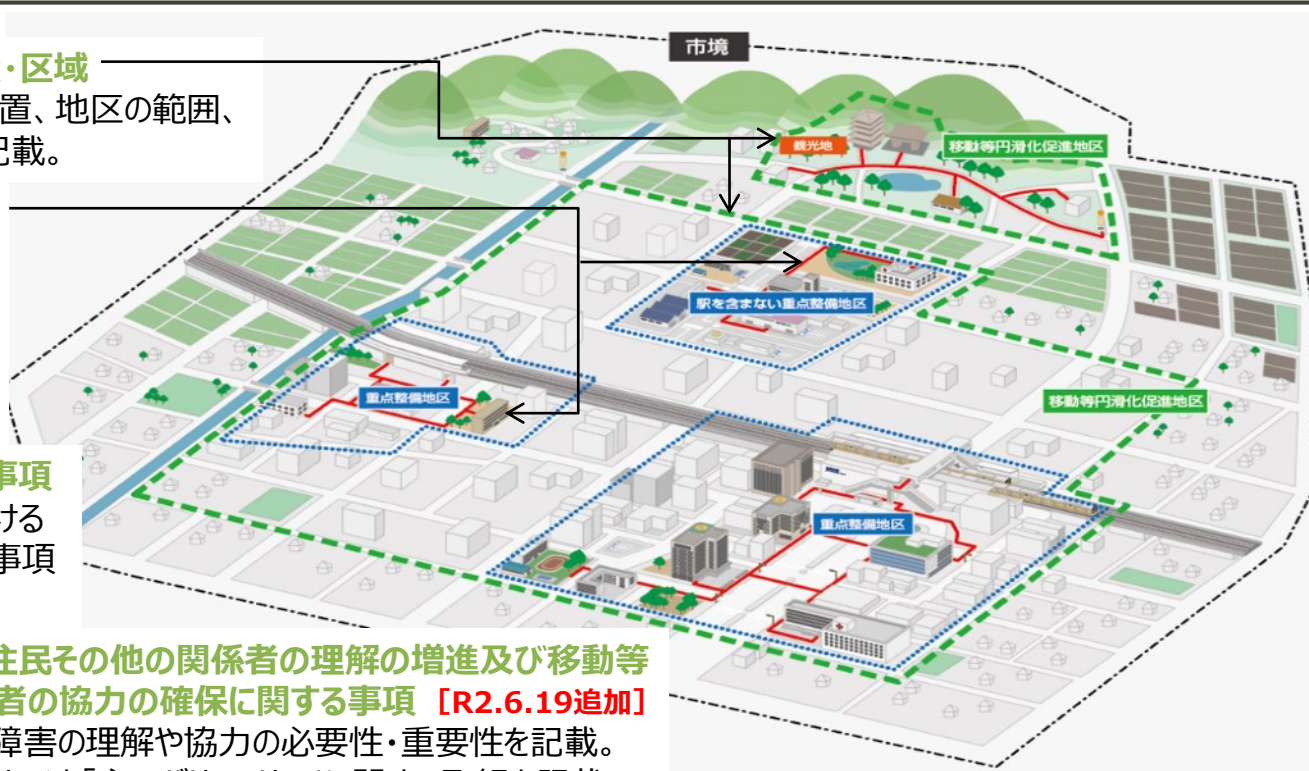 市境
・区域
置、地区の範囲、
記載。
観光地
移動等円滑化促進地区
駅を含まない重点整備地区
重点整備地区
移動等円滑化促進地区
事項
ける
事項
重点整備地区
住民その他の関係者の理解の増進及び移動等
者の協力の確保に関する事項 [R2.6.19追加]
障害の理解や協力の必要性・重要性を記載。